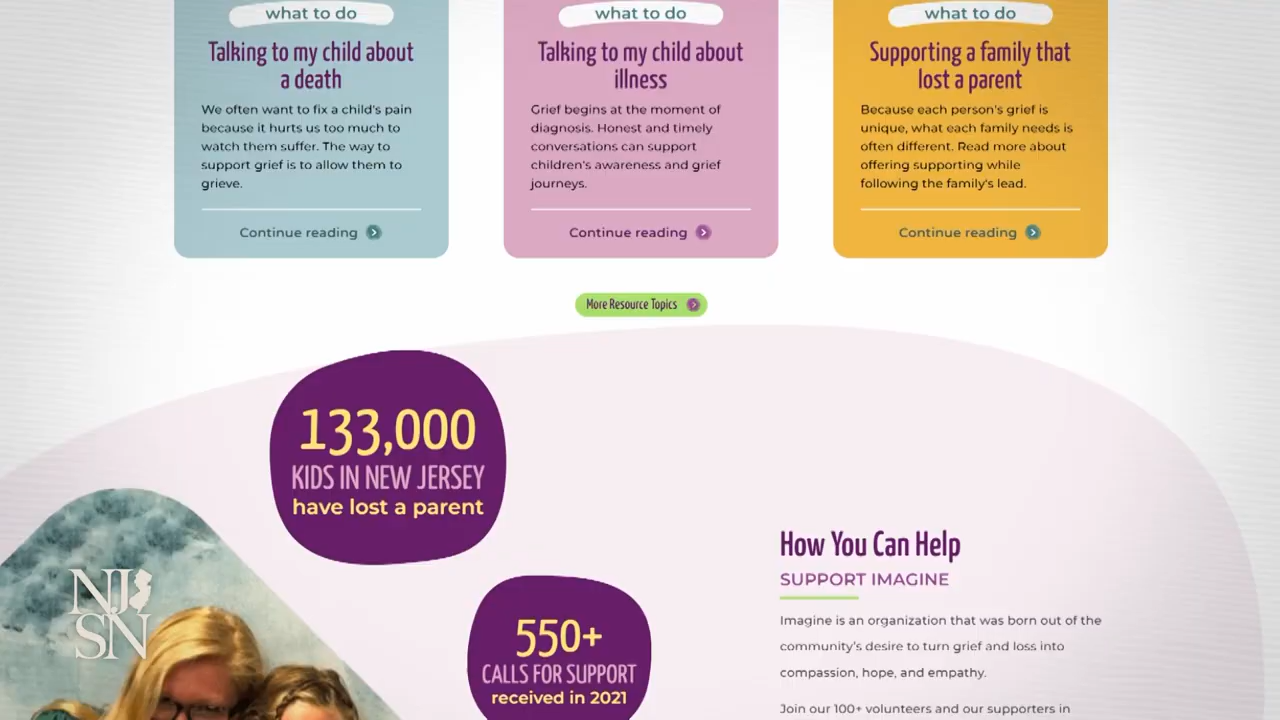 what to do
Talking to my child about
a death
We often want to fix a child's pain
because it hurts us too much to
watch them suffer. The way to
support grief is to allow them to
grieve.
Continue reading
what to do
Talking to my child about
illness
Grief begins at the moment of
diagnosis. Honest and timely
conversations can support
children's awareness and grief
journeys.
Continue reading
what to do
Supporting a family that
lost a parent
Because each person's grief is
unique, what each family needs is
often different. Read more about
offering supporting while
following the family's lead.
Continue reading
More Resource Topics
133,000
KIDS IN NEW JERSEY
have lost a parent
550+
CALLS FOR SUPPORT
received in 2021
How You Can Help
SUPPORT IMAGINE
Imagine is an organization that was born out of the
community's desire to turn grief and loss into
compassion, hope, and empathy.
Join our 100+ volunteers and our supporters in
NJ
SN